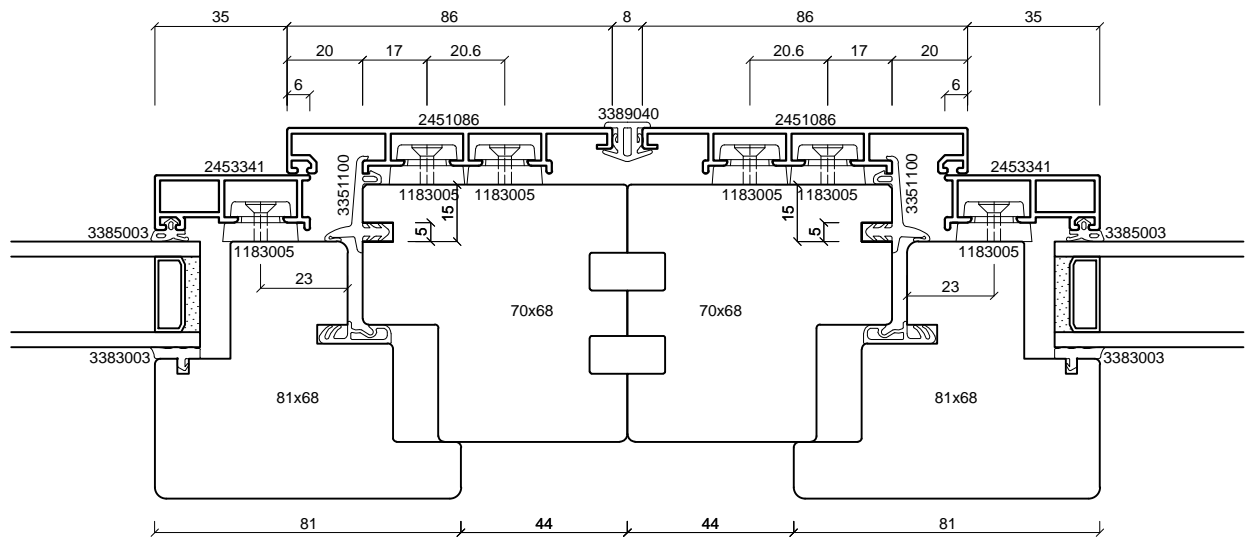 35 86 8 86 35
20 17 20.6 20.6 17 20
6 6
3389040
2451086 2451086
2453341 2453341
3351100 3351100
1183005 1183005 1183005 1183005
15 15
5 5
3385003 3385003
1183005 1183005
23 23
70x68 70x68
3383003 3383003
81x68 81x68
81 44 44 81